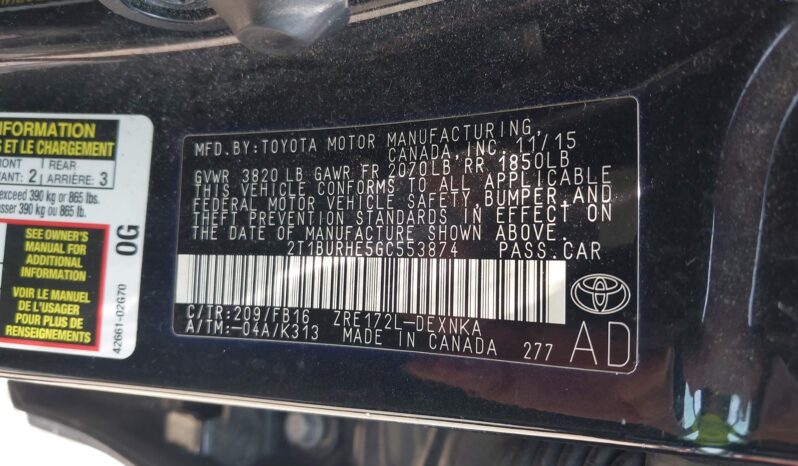 INFORMATION
ET LE CHARGEMENT
FRONT
REAR
AVANT: 2
ARRIÈRE: 3
exceed 390 kg or 865 lbs.
390 kg ou 865 lb.
SEE OWNER'S
MANUAL FOR
ADDITIONAL
INFORMATION
VOIR LE MANUEL
DE L'USAGER
POUR PLUS DE
RENSEIGNEMENTS
0G
42661-02G70
MFD.BY:TOYOTA MOTOR MANUFACTURING,
CANADA,INC. 11/15
GVWR 3820 LB GAWR FR 2070LB RR 1850LB
THIS VEHICLE CONFORMS TO ALL APPLICABLE
FEDERAL MOTOR VEHICLE SAFETY,BUMPER,AND
THEFT PREVENTION STANDARDS IN EFFECT ON
THE DATE OF MANUFACTURE SHOWN ABOVE.
2T1BURHE5GC553874 PASS.CAR
C/TR:209/FB16 ZRE172L-DEXNKA
A/TM:-04A/K313 MADE IN CANADA 277
TOYOTA
AD